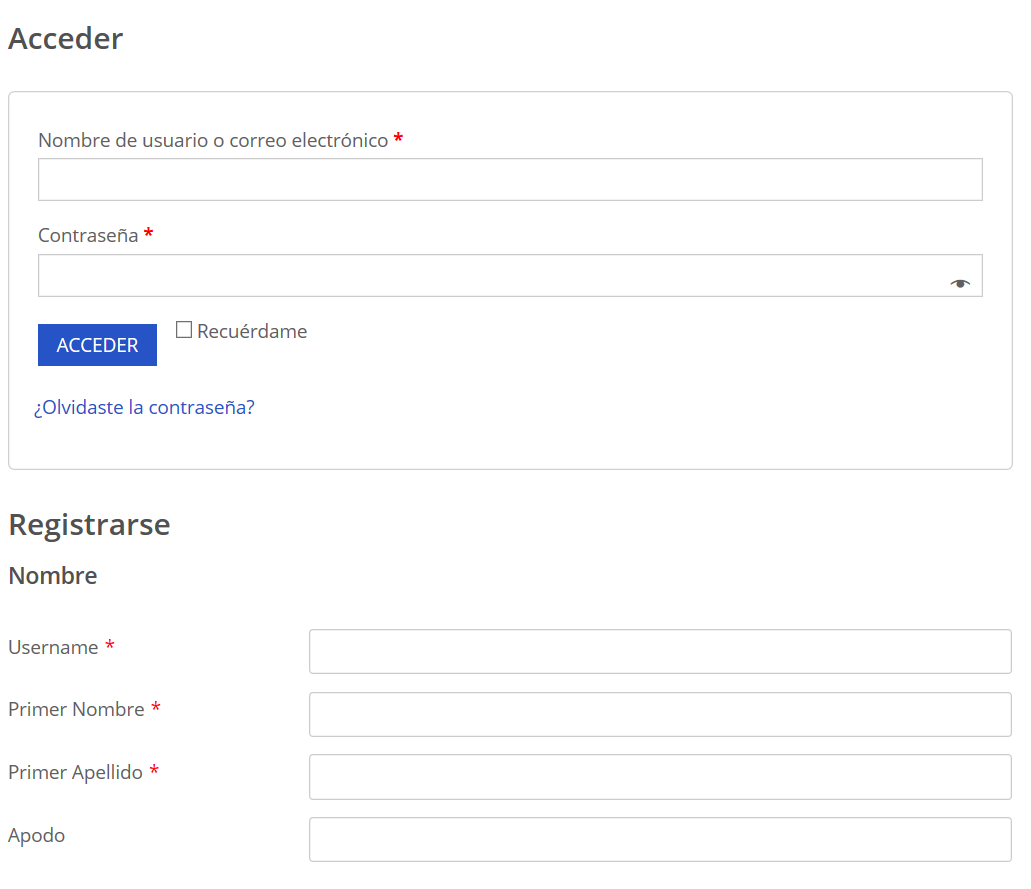 Acceder
Nombre de usuario o correo electrónico *
Contraseña *
ACCEDER Recuérdame
¿Olvidaste la contraseña?
Registrarse
Nombre
Username *
Primer Nombre *
Primer Apellido *
Apodo